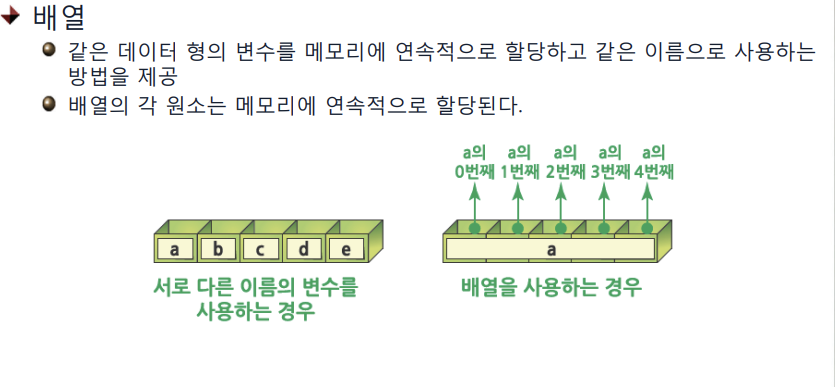 배열
같은 데이터 형의 변수를 메모리에 연속적으로 할당하고 같은 이름으로 사용하는
방법을 제공
배열의 각 원소는 메모리에 연속적으로 할당된다.
a의 a의 a의 a의 a의
0번째 1번째 2번째 3번째 4번째
a b c d e
a
서로 다른 이름의 변수를
사용하는 경우
배열을 사용하는 경우